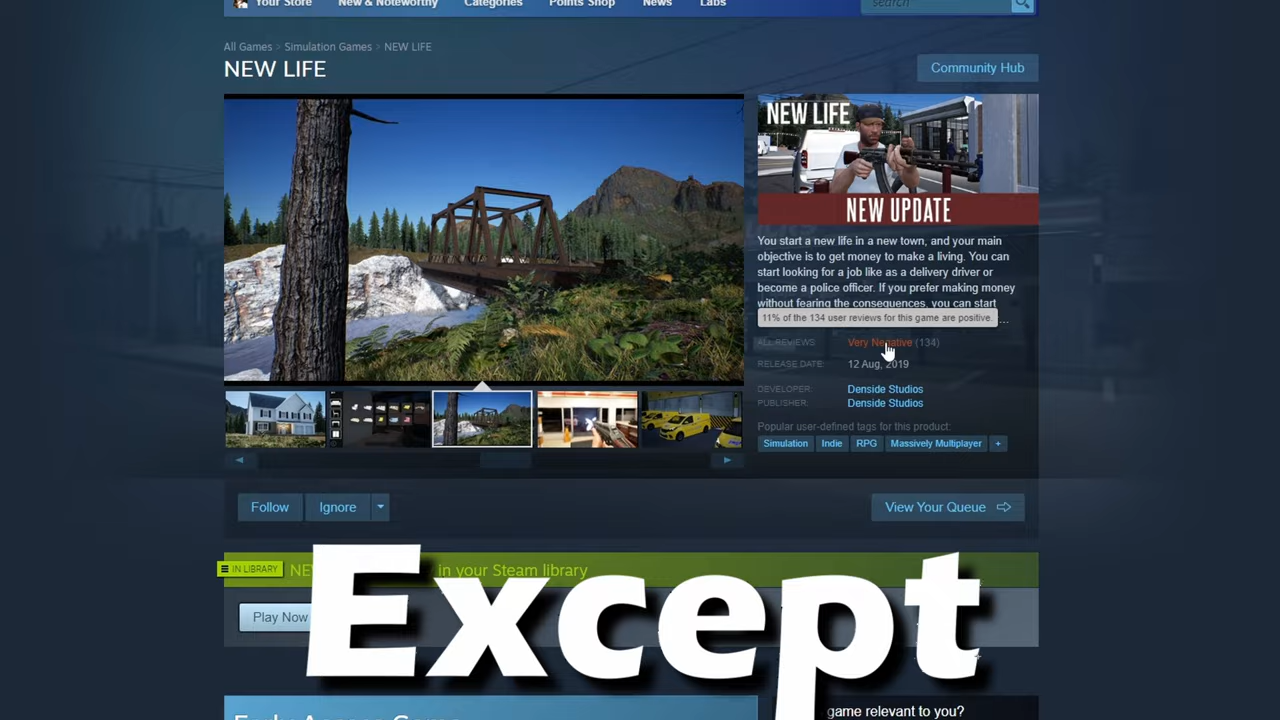 Your Store
New & Noteworthy
Categories
Points Shop
News
Labs
search
All Games > Simulation Games > NEW LIFE
NEW LIFE
Community Hub
NEW LIFE
NEW UPDATE
You start a new life in a new town, and your main
objective is to get money to make a living. You can
start looking for a job like as a delivery driver or
become a police officer. If you prefer making money
without fearing the consequences, you can start
11% of the 134 user reviews for this game are positive.
...
ALL REVIEWS:
Very Negative (134)
RELEASE DATE:
12 Aug, 2019
DEVELOPER:
Denside Studios
PUBLISHER:
Denside Studios
Popular user-defined tags for this product:
Simulation
Indie
RPG
Massively Multiplayer
+
Follow
Ignore
View Your Queue
IN LIBRARY
in your Steam library
Play Now
Except
Early Access Game
game relevant to you?